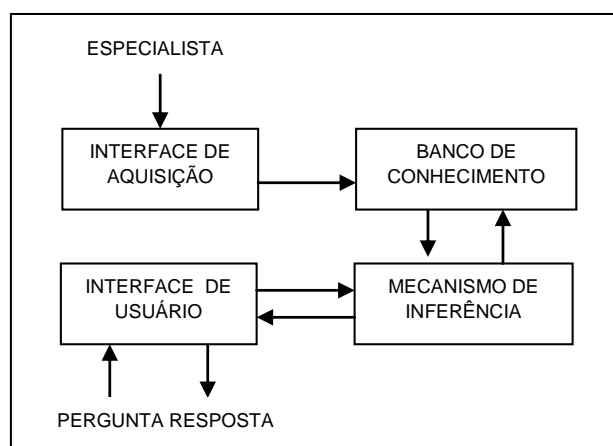 ESPECIALISTA
INTERFACE DE
AQUISIÇÃO
BANCO DE
CONHECIMENTO
INTERFACE DE
USUÁRIO
MECANISMO DE
INFERÊNCIA
PERGUNTA RESPOSTA